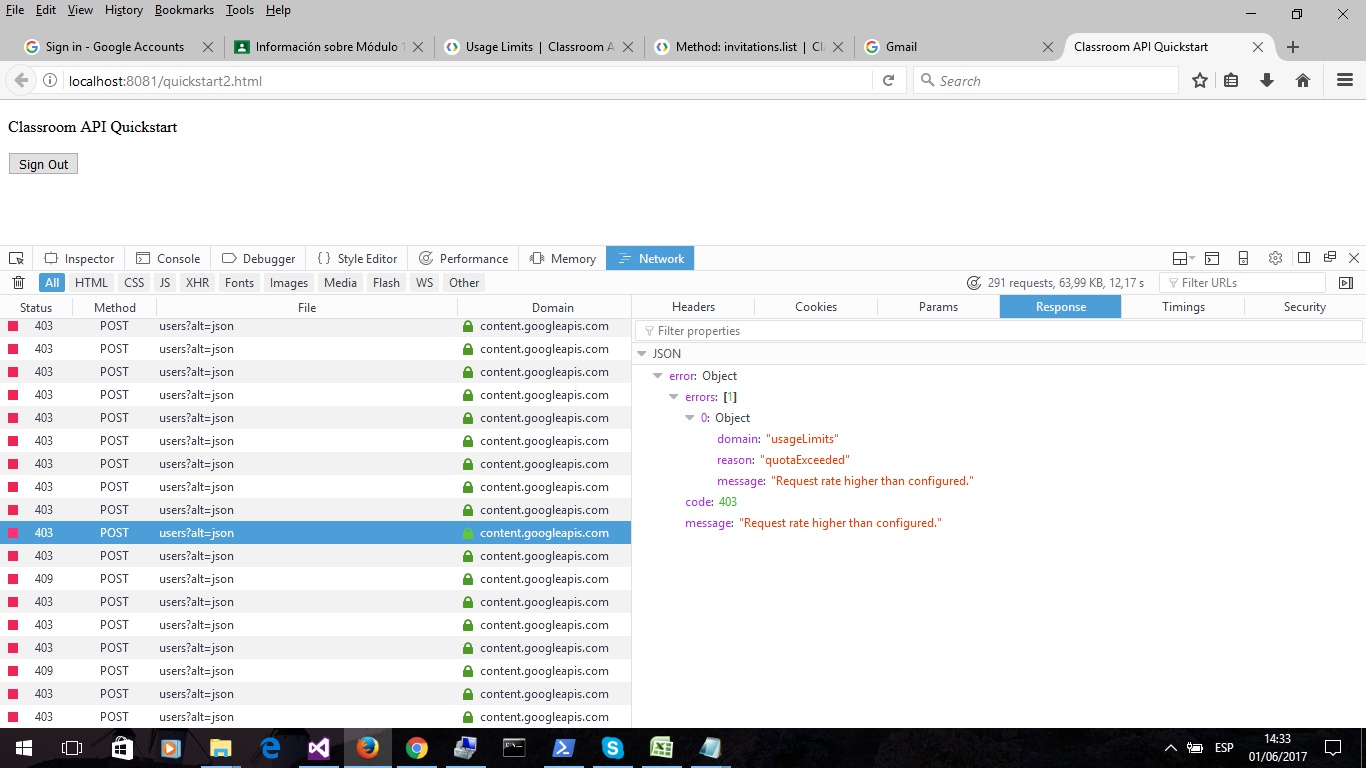 File Edit View History Bookmarks Tools Help
Sign in - Google Accounts Información sobre Módulo Usage Limits | Classroom A Method: invitations.list | Cl Gmail Classroom API Quickstart
localhost:8081/quickstart2.html Search
Classroom API Quickstart
Sign Out
Inspector Console Debugger Style Editor Performance Memory Network
All HTML CSS JS XHR Fonts Images Media Flash WS Other 291 requests, 63,99 KB, 12,17 s Filter URLs
Status Method File Domain Headers Cookies Params Response Timings Security
403 POST users?alt=json content.googleapis.com Filter properties
403 POST users?alt=json content.googleapis.com JSON
403 POST users?alt=json content.googleapis.com error: Object
403 POST users?alt=json content.googleapis.com errors: [1]
403 POST users?alt=json content.googleapis.com 0: Object
403 POST users?alt=json content.googleapis.com domain: "usageLimits"
403 POST users?alt=json content.googleapis.com reason: "quotaExceeded"
403 POST users?alt=json content.googleapis.com message: "Request rate higher than configured."
403 POST users?alt=json content.googleapis.com code: 403
403 POST users?alt=json content.googleapis.com message: "Request rate higher than configured."
403 POST users?alt=json content.googleapis.com
409 POST users?alt=json content.googleapis.com
403 POST users?alt=json content.googleapis.com
403 POST users?alt=json content.googleapis.com
403 POST users?alt=json content.googleapis.com
409 POST users?alt=json content.googleapis.com
403 POST users?alt=json content.googleapis.com
403 POST users?alt=json content.googleapis.com
ESP 14:33
01/06/2017